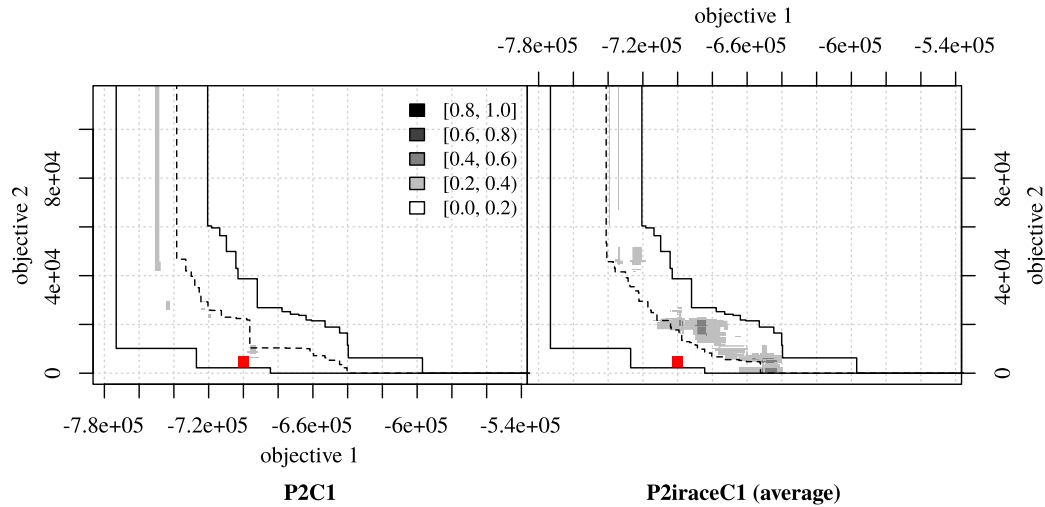 objective 1
-7.8e+05 -7.2e+05 -6.6e+05 -6e+05 -5.4e+05
[0.8, 1.0]
[0.6, 0.8)
[0.4, 0.6)
[0.2, 0.4)
[0.0, 0.2)
objective 2
8e+04
4e+04
0
8e+04
4e+04
0
objective 2
-7.8e+05 -7.2e+05 -6.6e+05 -6e+05 -5.4e+05
objective 1
P2C1
P2iraceC1 (average)